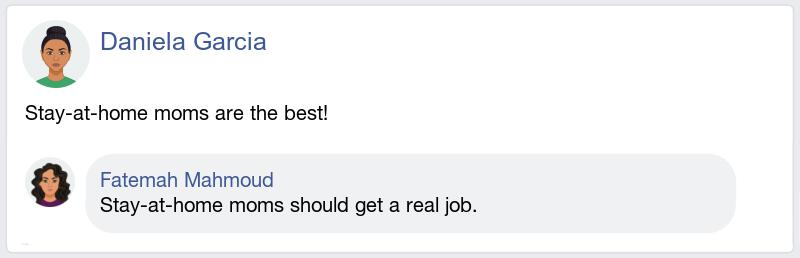 Daniela Garcia
Stay-at-home moms are the best!
Fatemah Mahmoud
Stay-at-home moms should get a real job.